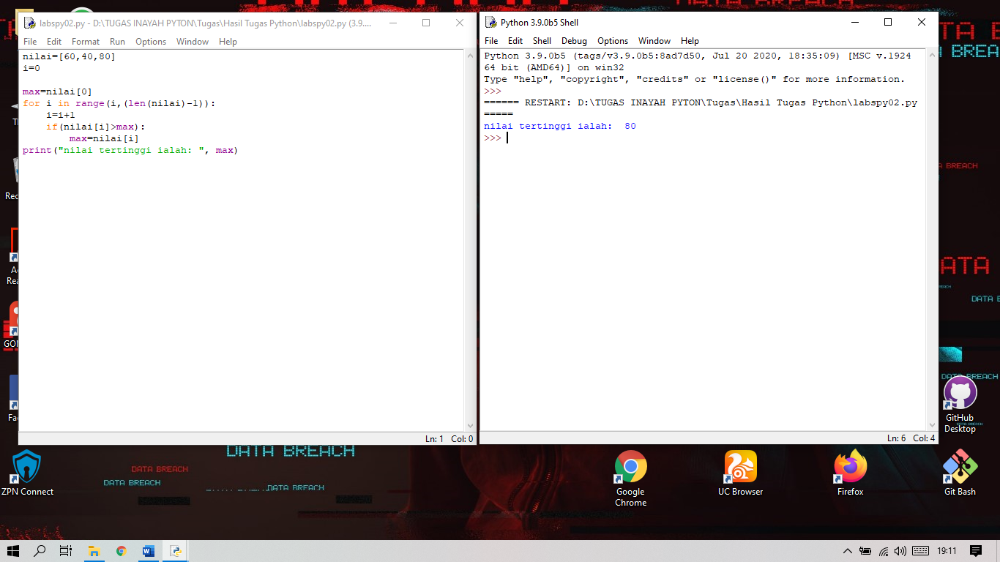 labspy02.py - D:\TUGAS INAYAH PYTON\Tugas\Hasil Tugas Python\labspy02.py (3.9....
File Edit Format Run Options Window Help
nilai=[60,40,80]
i=0
max=nilai[0]
for i in range(i,(len(nilai)-1)):
    i=i+1
    if(nilai[i]>max):
        max=nilai[i]
print("nilai tertinggi ialah: ", max)
Ln: 1 Col: 0
Python 3.9.0b5 Shell
File Edit Shell Debug Options Window Help
Python 3.9.0b5 (tags/v3.9.0b5:8ad7d50, Jul 20 2020, 18:35:09) [MSC v.1924
64 bit (AMD64)] on win32
Type "help", "copyright", "credits" or "license()" for more information.
>>>
====== RESTART: D:\TUGAS INAYAH PYTON\Tugas\Hasil Tugas Python\labspy02.py
=====
nilai tertinggi ialah:  80
>>>
Ln: 6 Col: 4
DATA BREACH
DATA
DATA BREACH
GitHub
Desktop
DATA BREACH
DATA BREACH
DATA BREACH
DATA BREACH
ZPN Connect
Google
Chrome
UC Browser
Firefox
Git Bash
19:11